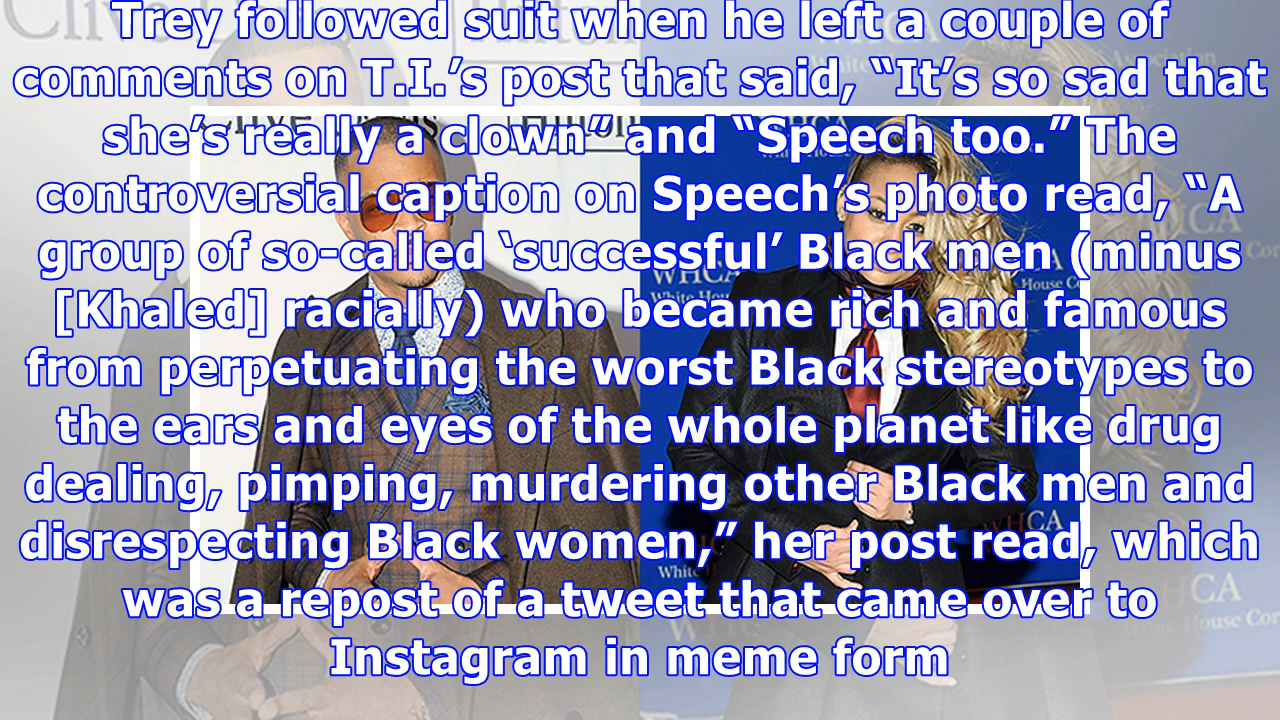 Trey followed suit when he left a couple of
comments on T.I.’s post that said, “It’s so sad that
she’s really a clown” and “Speech too.” The
controversial caption on Speech’s photo read, “A
group of so-called ‘successful’ Black men (minus
[Khaled] racially) who became rich and famous
from perpetuating the worst Black stereotypes to
the ears and eyes of the whole planet like drug
dealing, pimping, murdering other Black men and
disrespecting Black women,” her post read, which
was a repost of a tweet that came over to
Instagram in meme form